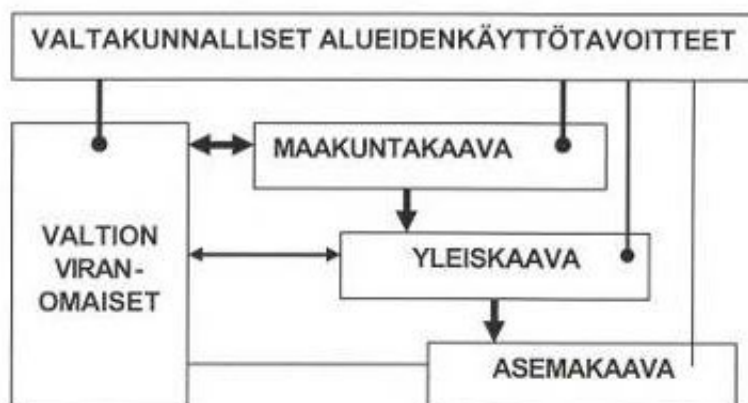 VALTAKUNNALLISET ALUEIDENKÄYTTÖTAVOITTEET
MAAKUNTAKAAVA
VALTION
VIRAN-
OMAISET
YLEISKAAVA
ASEMAKAAVA